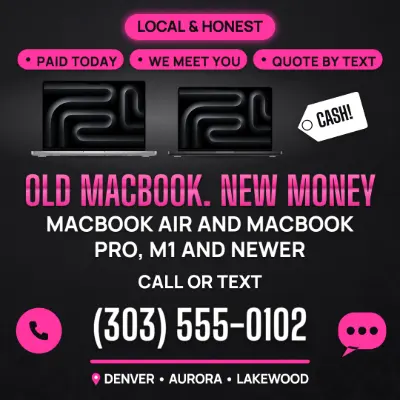 LOCAL & HONEST
• PAID TODAY
• WE MEET YOU
• QUOTE BY TEXT
CASH!
OLD MACBOOK. NEW MONEY
MACBOOK AIR AND MACBOOK
PRO, M1 AND NEWER
CALL OR TEXT
(303) 555-0102
DENVER • AURORA • LAKEWOOD